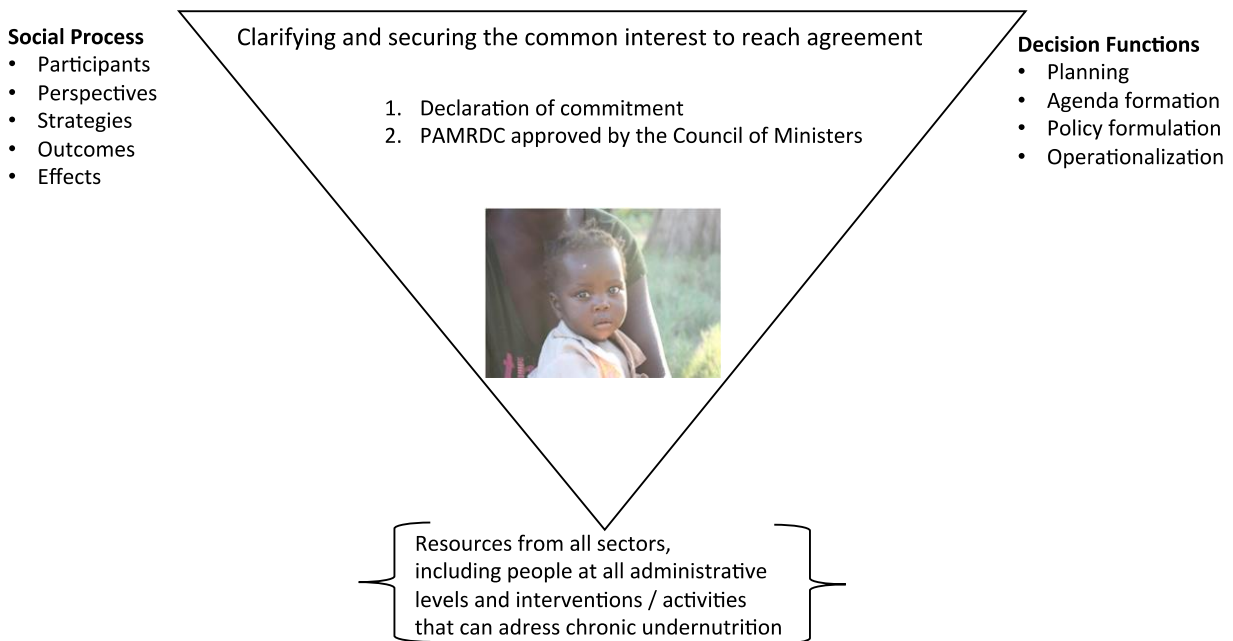 Social Process
• Participants
• Perspectives
• Strategies
• Outcomes
• Effects
Clarifying and securing the common interest to reach agreement
1. Declaration of commitment
2. PAMRDC approved by the Council of Ministers
Decision Functions
• Planning
• Agenda formation
• Policy formulation
• Operationalization
Resources from all sectors,
including people at all administrative
levels and interventions / activities
that can adress chronic undernutrition